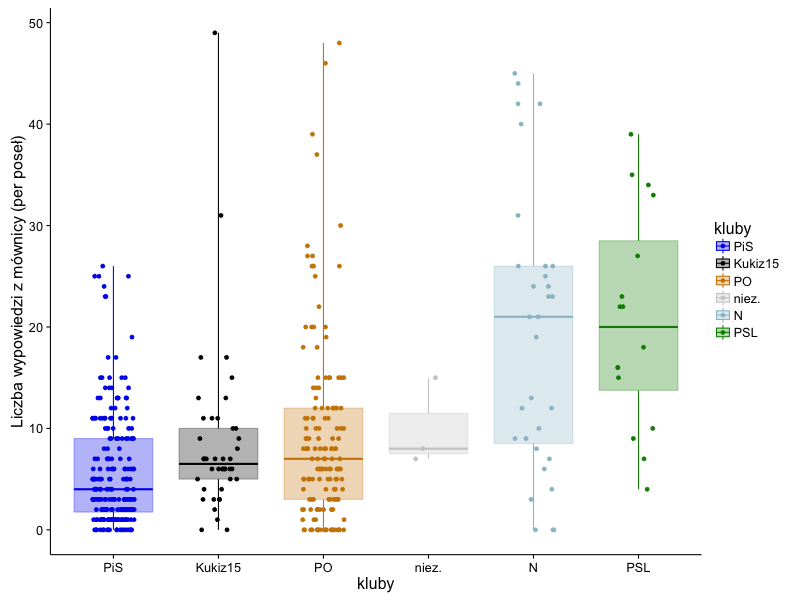 50
40
30
20
10
0
Liczba wypowiedzi z mównicy (per poseł)
PiS Kukiz15 PO niez. N PSL
kluby
kluby
PiS
Kukiz15
PO
niez.
N
PSL